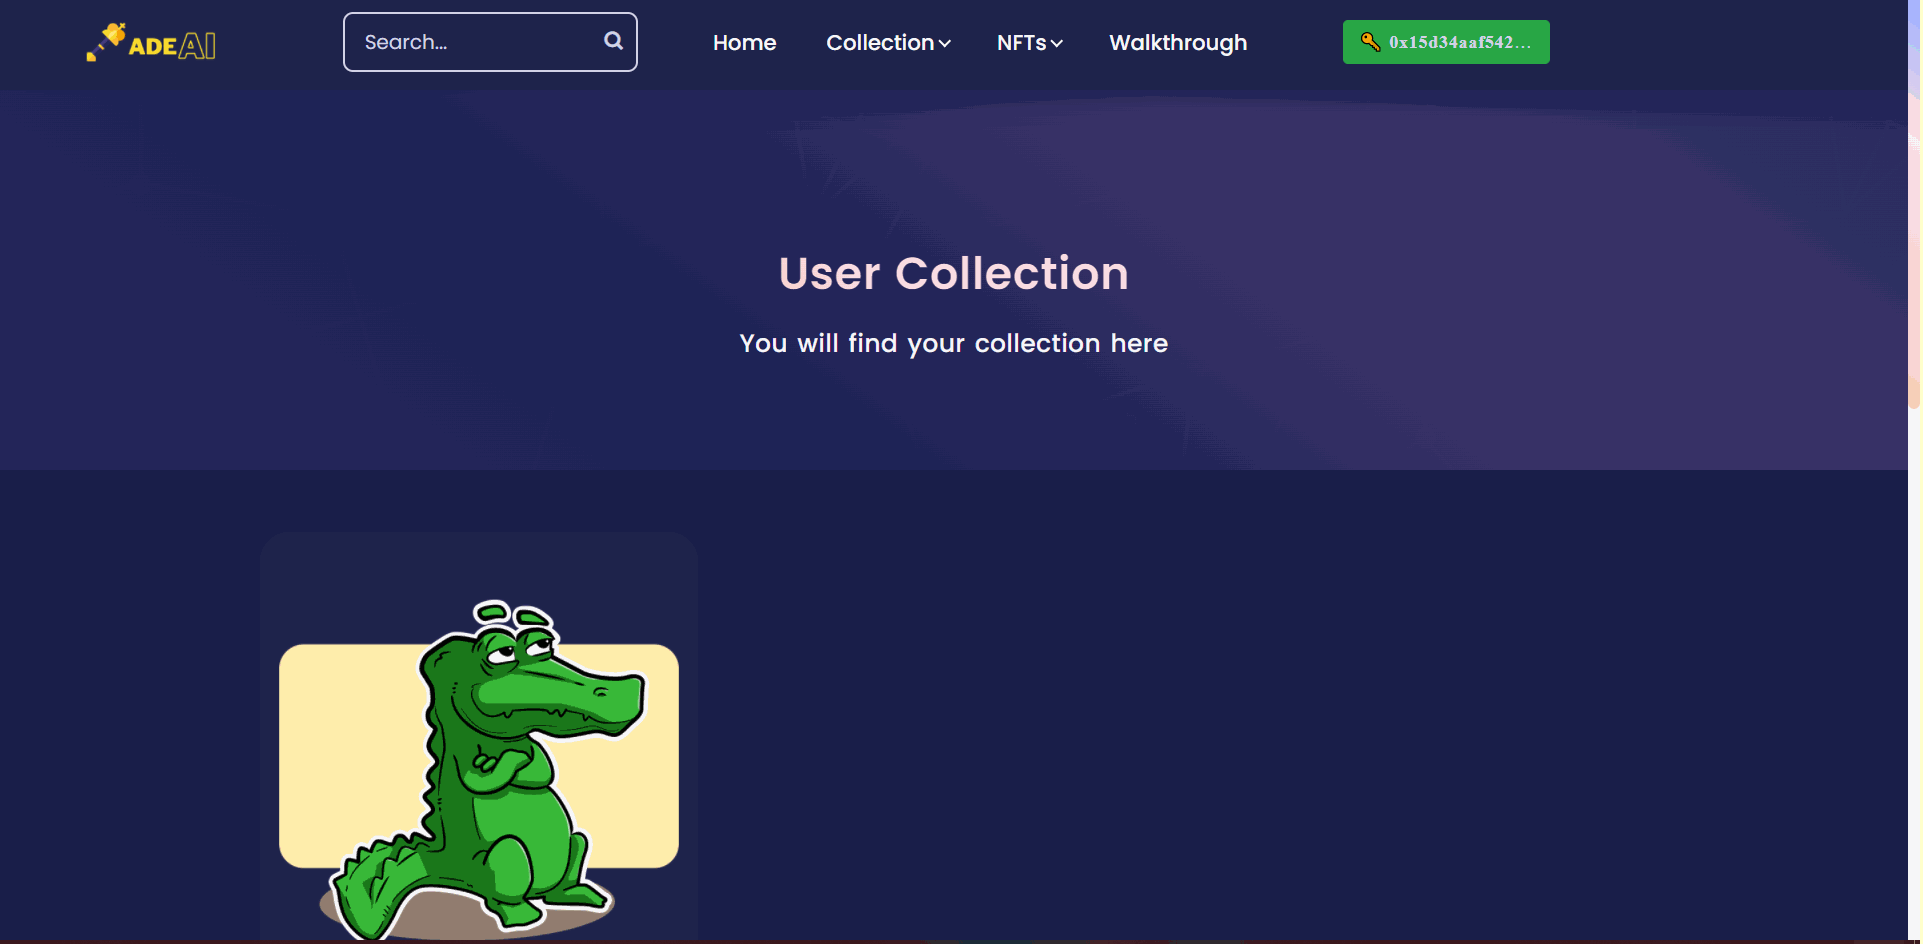 ADE AI
Search...
Home
Collection
NFTs
Walkthrough
0x15d34aaf542...
User Collection
You will find your collection here